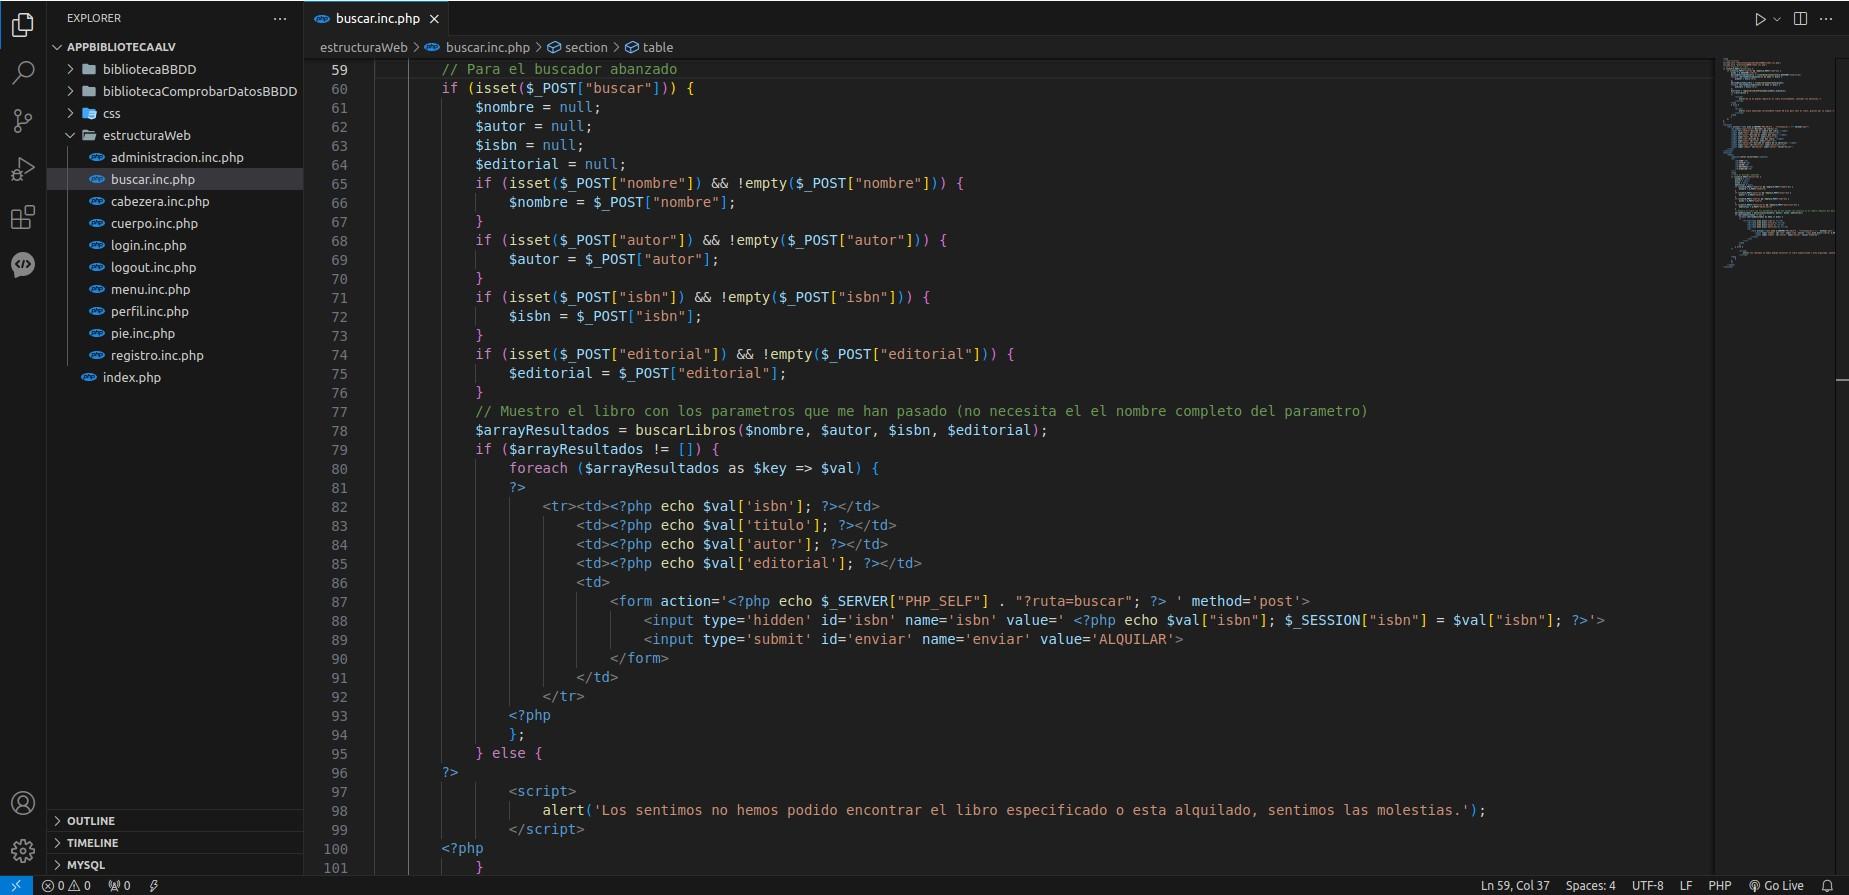 EXPLORER
APPBIBLIOTECAALV
bibliotecaBBDD
bibliotecaComprobarDatosBBDD
css
estructuraWeb
administracion.inc.php
buscar.inc.php
cabezera.inc.php
cuerpo.inc.php
login.inc.php
logout.inc.php
menu.inc.php
perfil.inc.php
pie.inc.php
registro.inc.php
index.php
OUTLINE
TIMELINE
MYSQL
buscar.inc.php
estructuraWeb > buscar.inc.php > section > table
59 // Para el buscador abanzado
60 if (isset($_POST["buscar"])) {
61 $nombre = null;
62 $autor = null;
63 $isbn = null;
64 $editorial = null;
65 if (isset($_POST["nombre"]) && !empty($_POST["nombre"])) {
66 $nombre = $_POST["nombre"];
67 }
68 if (isset($_POST["autor"]) && !empty($_POST["autor"])) {
69 $autor = $_POST["autor"];
70 }
71 if (isset($_POST["isbn"]) && !empty($_POST["isbn"])) {
72 $isbn = $_POST["isbn"];
73 }
74 if (isset($_POST["editorial"]) && !empty($_POST["editorial"])) {
75 $editorial = $_POST["editorial"];
76 }
77 // Muestro el libro con los parametros que me han pasado (no necesita el el nombre completo del parametro)
78 $arrayResultados = buscarLibros($nombre, $autor, $isbn, $editorial);
79 if ($arrayResultados != []) {
80 foreach ($arrayResultados as $key => $val) {
81 ?>
82 <tr><td><?php echo $val['isbn']; ?></td>
83 <td><?php echo $val['titulo']; ?></td>
84 <td><?php echo $val['autor']; ?></td>
85 <td><?php echo $val['editorial']; ?></td>
86 <td>
87 <form action='<?php echo $_SERVER["PHP_SELF"] . "?ruta=buscar"; ?> ' method='post'>
88 <input type='hidden' id='isbn' name='isbn' value=' <?php echo $val["isbn"]; $_SESSION["isbn"] = $val["isbn"]; ?>'>
89 <input type='submit' id='enviar' name='enviar' value='ALQUILAR'>
90 </form>
91 </td>
92 </tr>
93 <?php
94 };
95 } else {
96 ?>
97 <script>
98 alert('Los sentimos no hemos podido encontrar el libro especificado o esta alquilado, sentimos las molestias.');
99 </script>
100 <?php
101 }
0 0 0
Ln 59, Col 37 Spaces: 4 UTF-8 LF PHP Go Live